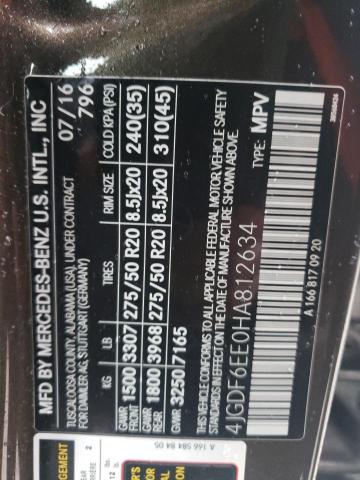 MFD BY MERCEDES-BENZ U.S. INTL., INC
TUSCALOOSA COUNTY, ALABAMA (USA), UNDER CONTRACT
FOR DAIMLER AG, STUTTGART (GERMANY)
07/16
796
KG LB TIRES RIM SIZE COLD KPA(PSI)
GAWR FRONT 1500 3307 275/50 R20 8.5Jx20 240(35)
GAWR REAR 1800 3968 275/50 R20 8.5Jx20 310(45)
GVWR 3250/7165
THIS VEHICLE CONFORMS TO ALL APPLICABLE FEDERAL MOTOR VEHICLE SAFETY
STANDARDS IN EFFECT ON THE DATE OF MANUFACTURE SHOWN ABOVE.
4JGDF6EE0HA812634 TYPE: MPV
A 166 817 09 20
A 166 584 84 05